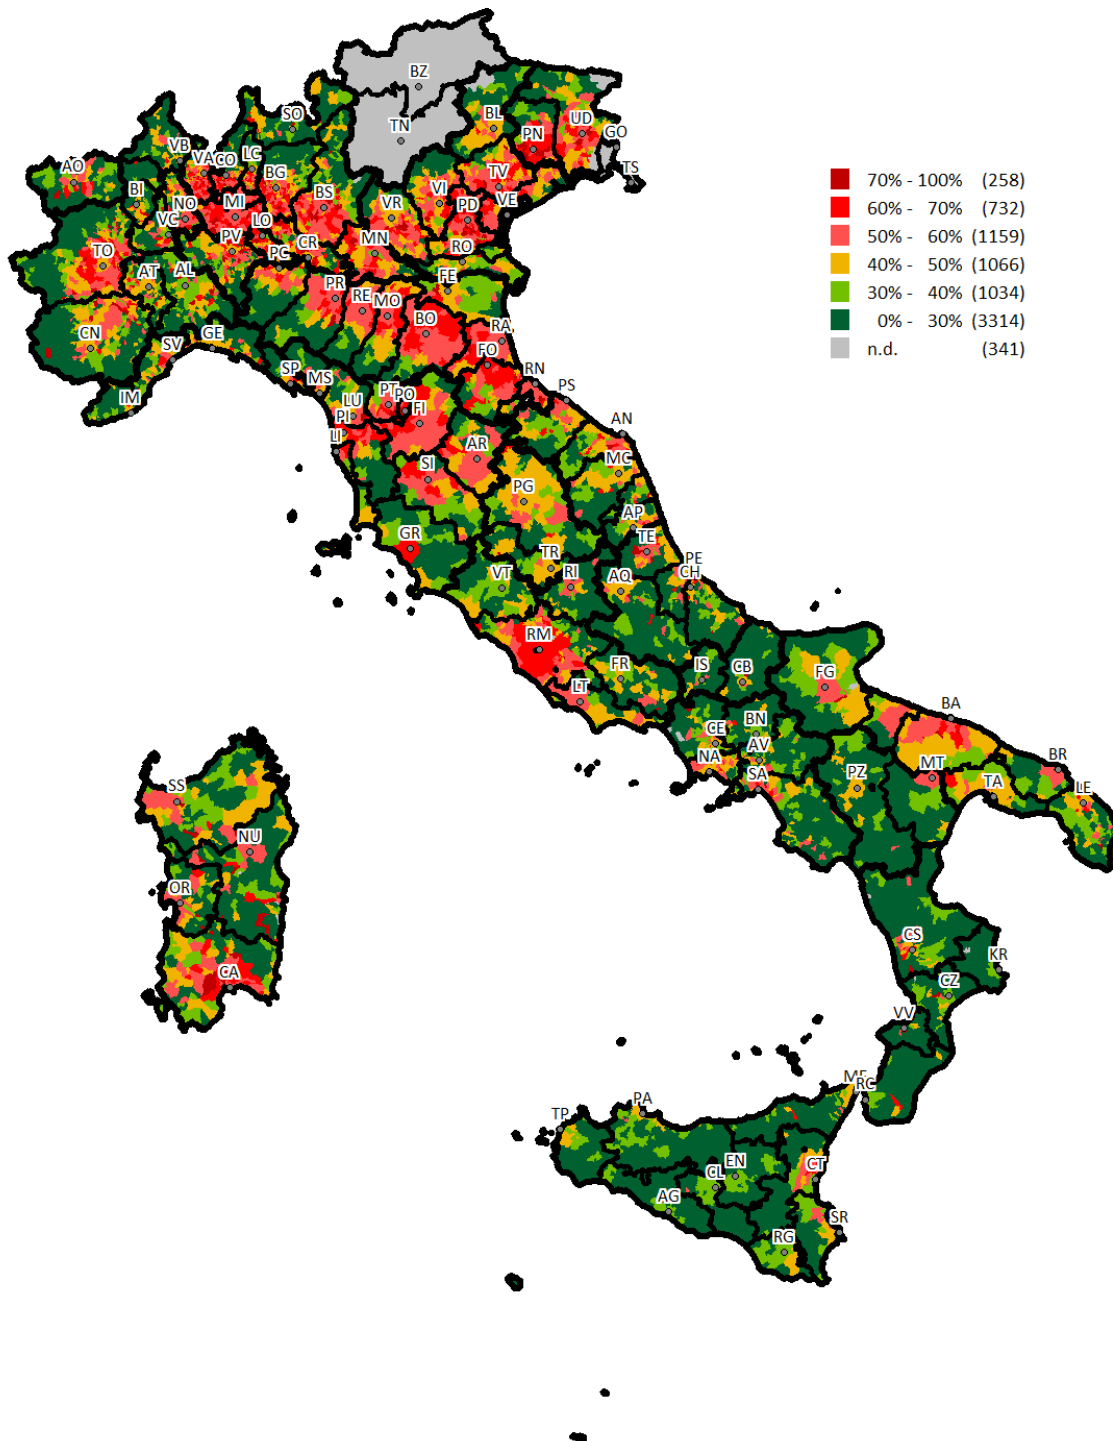 BZ
SO
TN
BL
UD
PN
GO
TS
VB
VA
CO
LC
AO
BI
BG
TV
NO
MI
BS
VI
VE
VR
PD
VC
LO
PV
CR
MN
RO
TO
PC
AT
AL
FE
PR
RE
MO
BO
CN
GE
SV
RA
FO
SP
MS
RN
PS
IM
LU
PT
PO
FI
PI
LI
AN
AR
SI
MC
PG
AP
GR
TE
TR
RI
PE
CH
AQ
VT
RM
FR
IS
CB
FG
LT
BA
CE
BN
NA
AV
SA
PZ
MT
TA
BR
LE
SS
NU
OR
CA
CS
KR
CZ
VV
RC
PA
TP
CT
EN
CL
AG
SR
RG
70% - 100% (258)
60% - 70% (732)
50% - 60% (1159)
40% - 50% (1066)
30% - 40% (1034)
0% - 30% (3314)
n.d. (341)